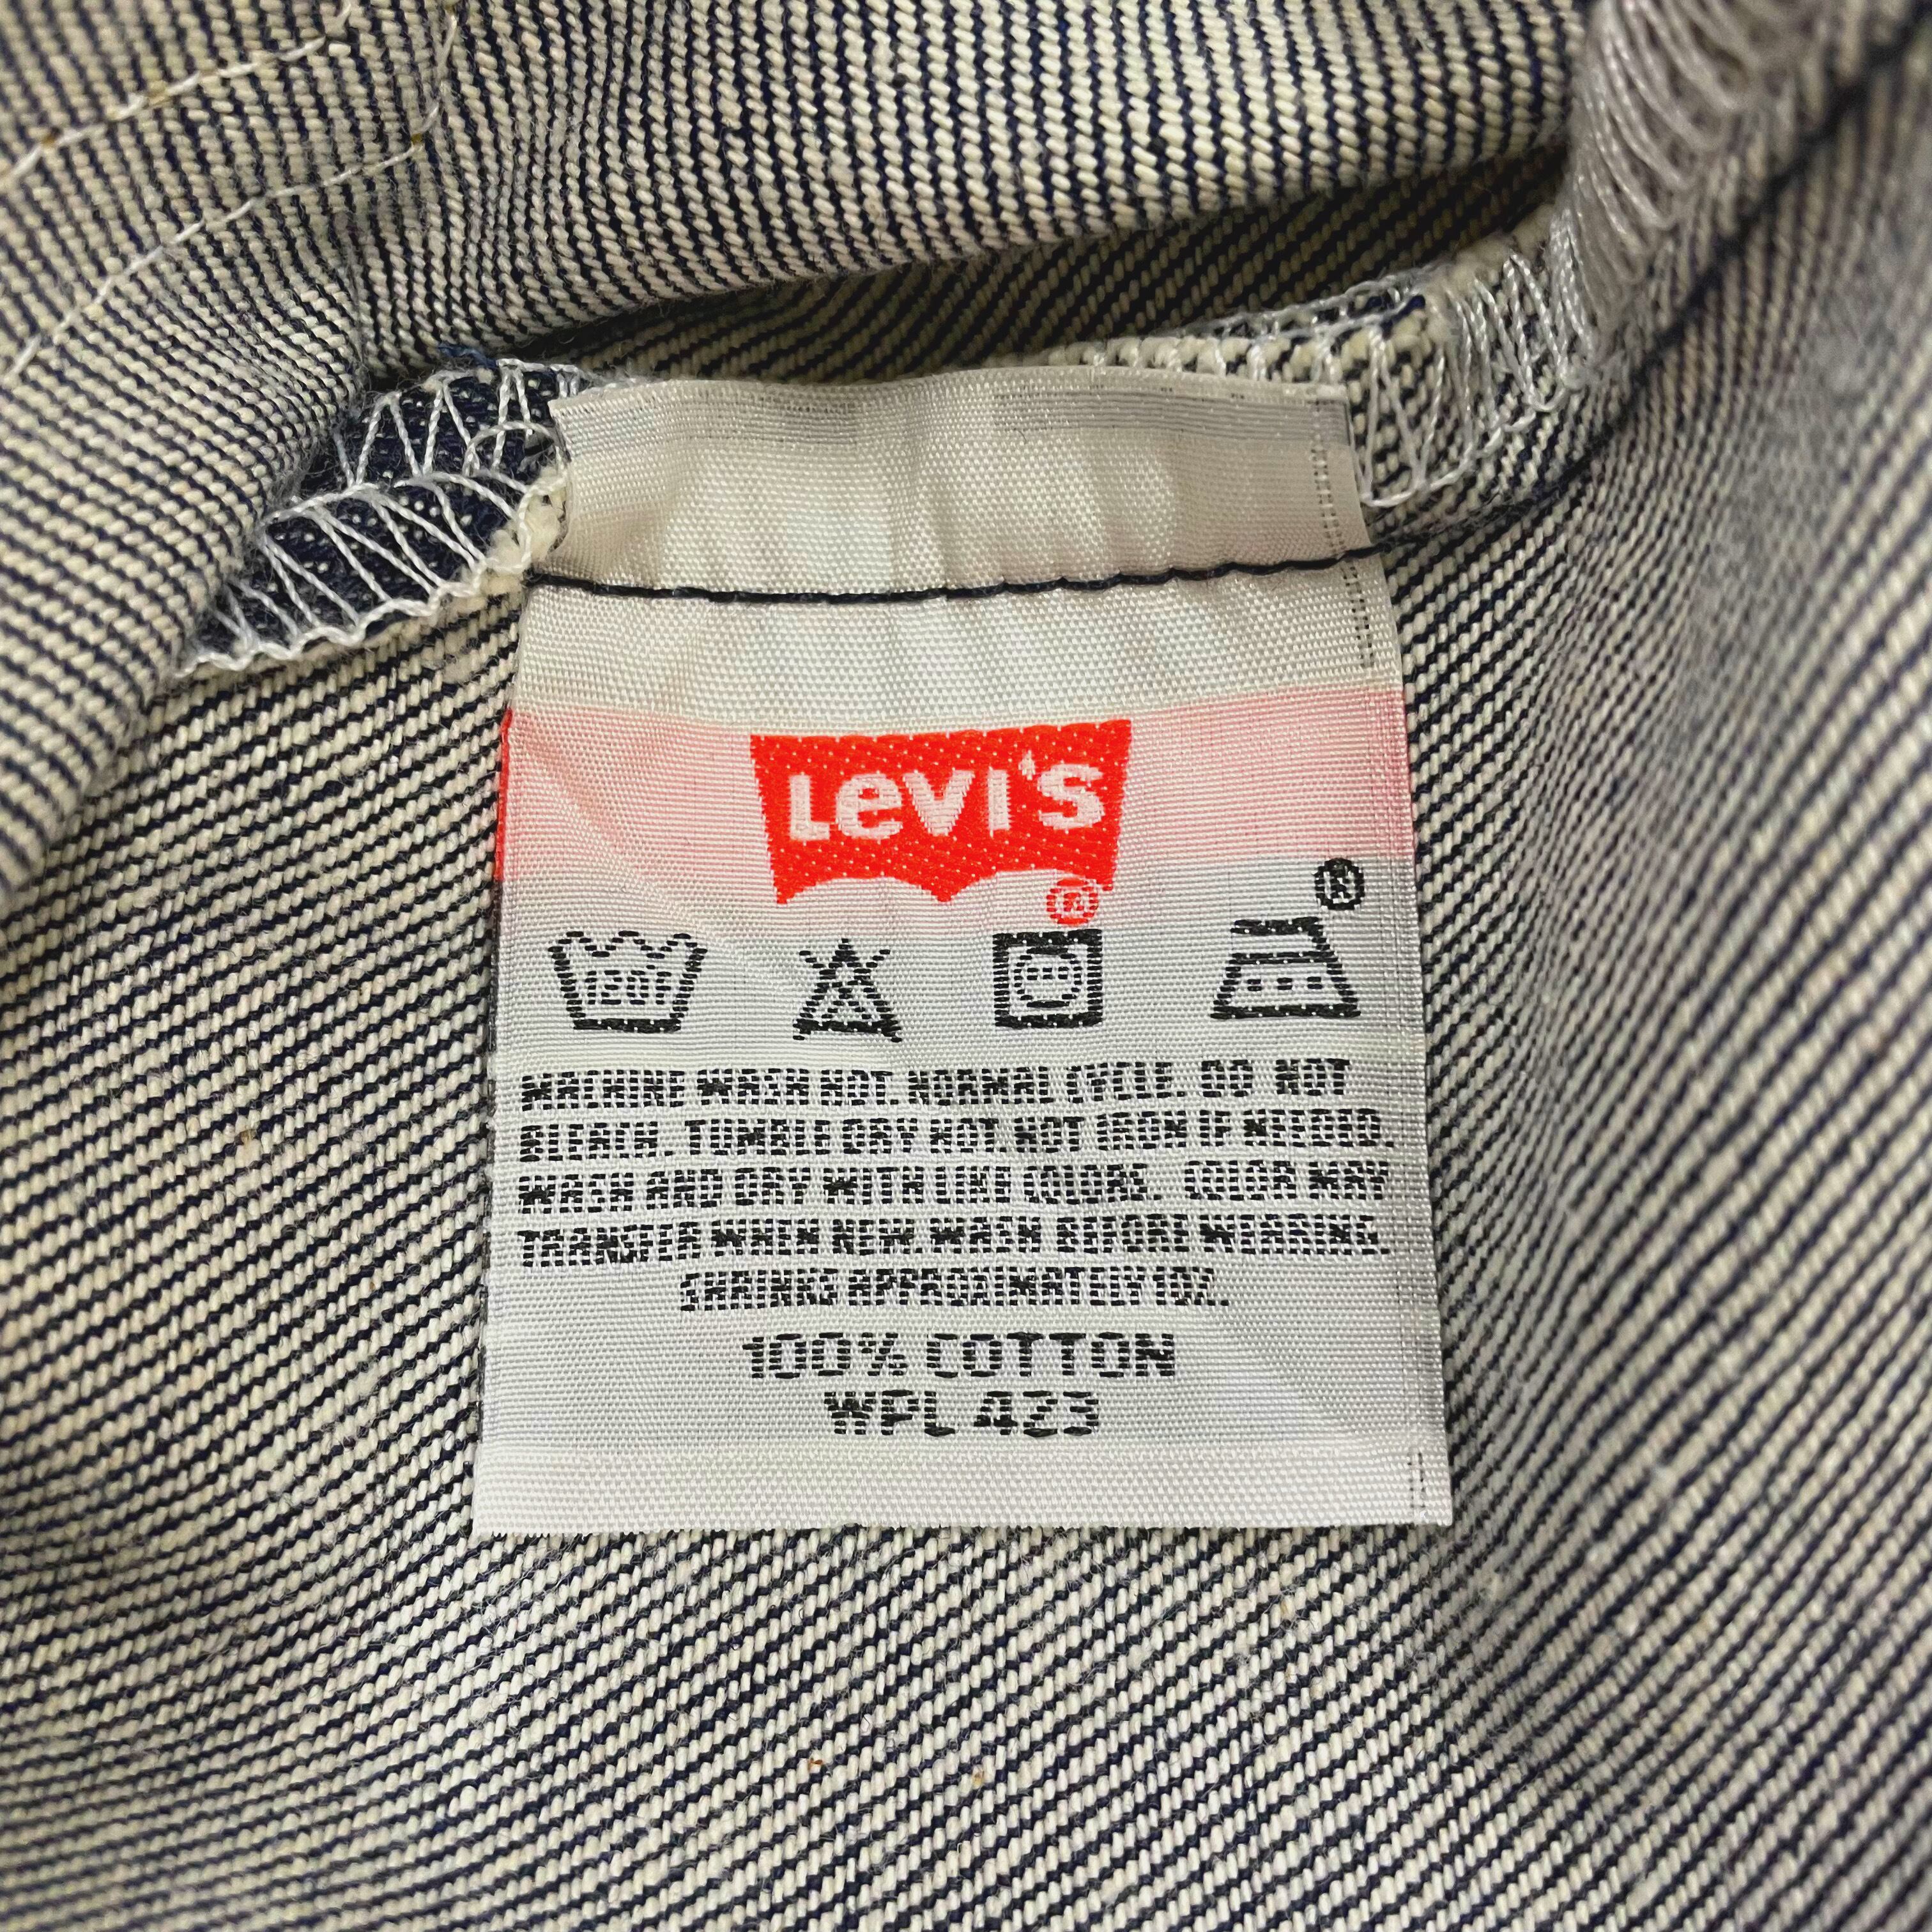 Levi's
®
®
120F
MACHINE WASH HOT. NORMAL CYCLE. DO NOT
BLEACH. TUMBLE DRY HOT. HOT IRON IF NEEDED.
WASH AND DRY WITH LIKE COLORS. COLOR MAY
TRANSFER WHEN NEW. WASH BEFORE WEARING.
SHRINKS APPROXIMATELY 10%.
100% COTTON
WPL 423